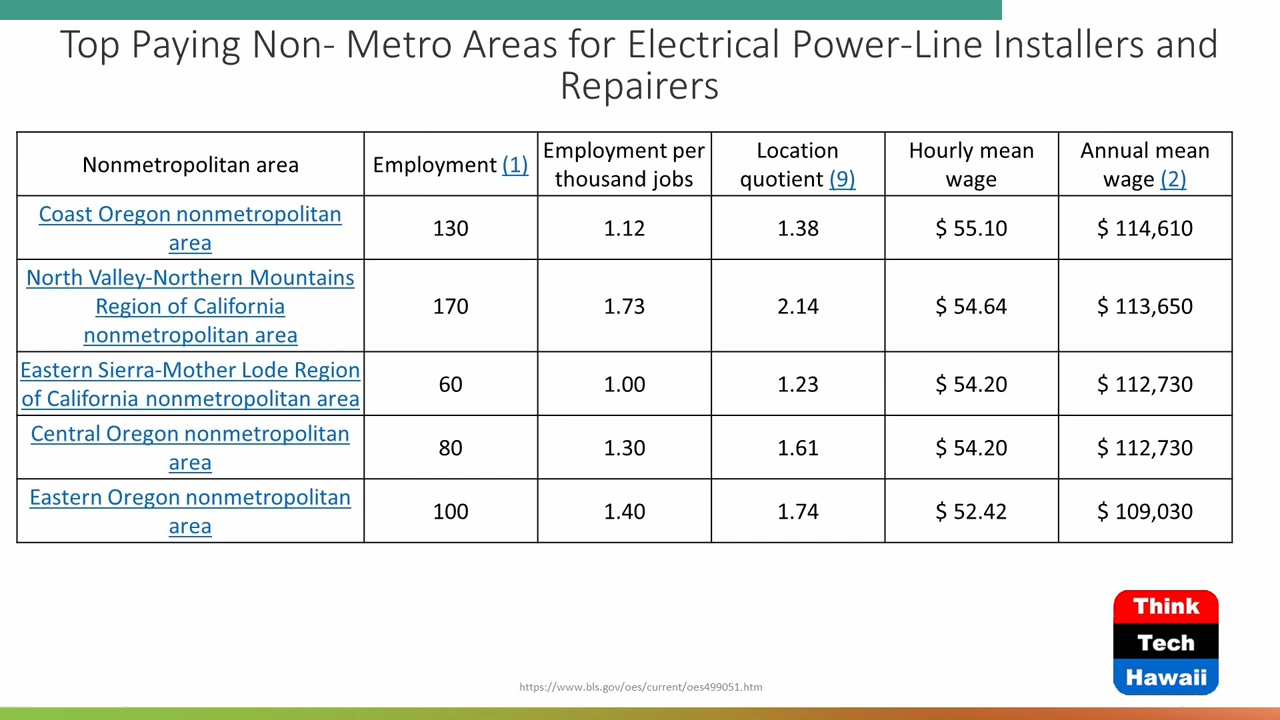 Top Paying Non- Metro Areas for Electrical Power-Line Installers and
Repairers
Nonmetropolitan area
Employment (1)
Employment per
thousand jobs
Location
quotient (9)
Hourly mean
wage
Annual mean
wage (2)
Coast Oregon nonmetropolitan
area
130
1.12
1.38
$ 55.10
$ 114,610
North Valley-Northern Mountains
Region of California
nonmetropolitan area
170
1.73
2.14
$ 54.64
$ 113,650
Eastern Sierra-Mother Lode Region
of California nonmetropolitan area
60
1.00
1.23
$ 54.20
$ 112,730
Central Oregon nonmetropolitan
area
80
1.30
1.61
$ 54.20
$ 112,730
Eastern Oregon nonmetropolitan
area
100
1.40
1.74
$ 52.42
$ 109,030
Think
Tech
Hawaii
https://www.bls.gov/oes/current/oes499051.htm